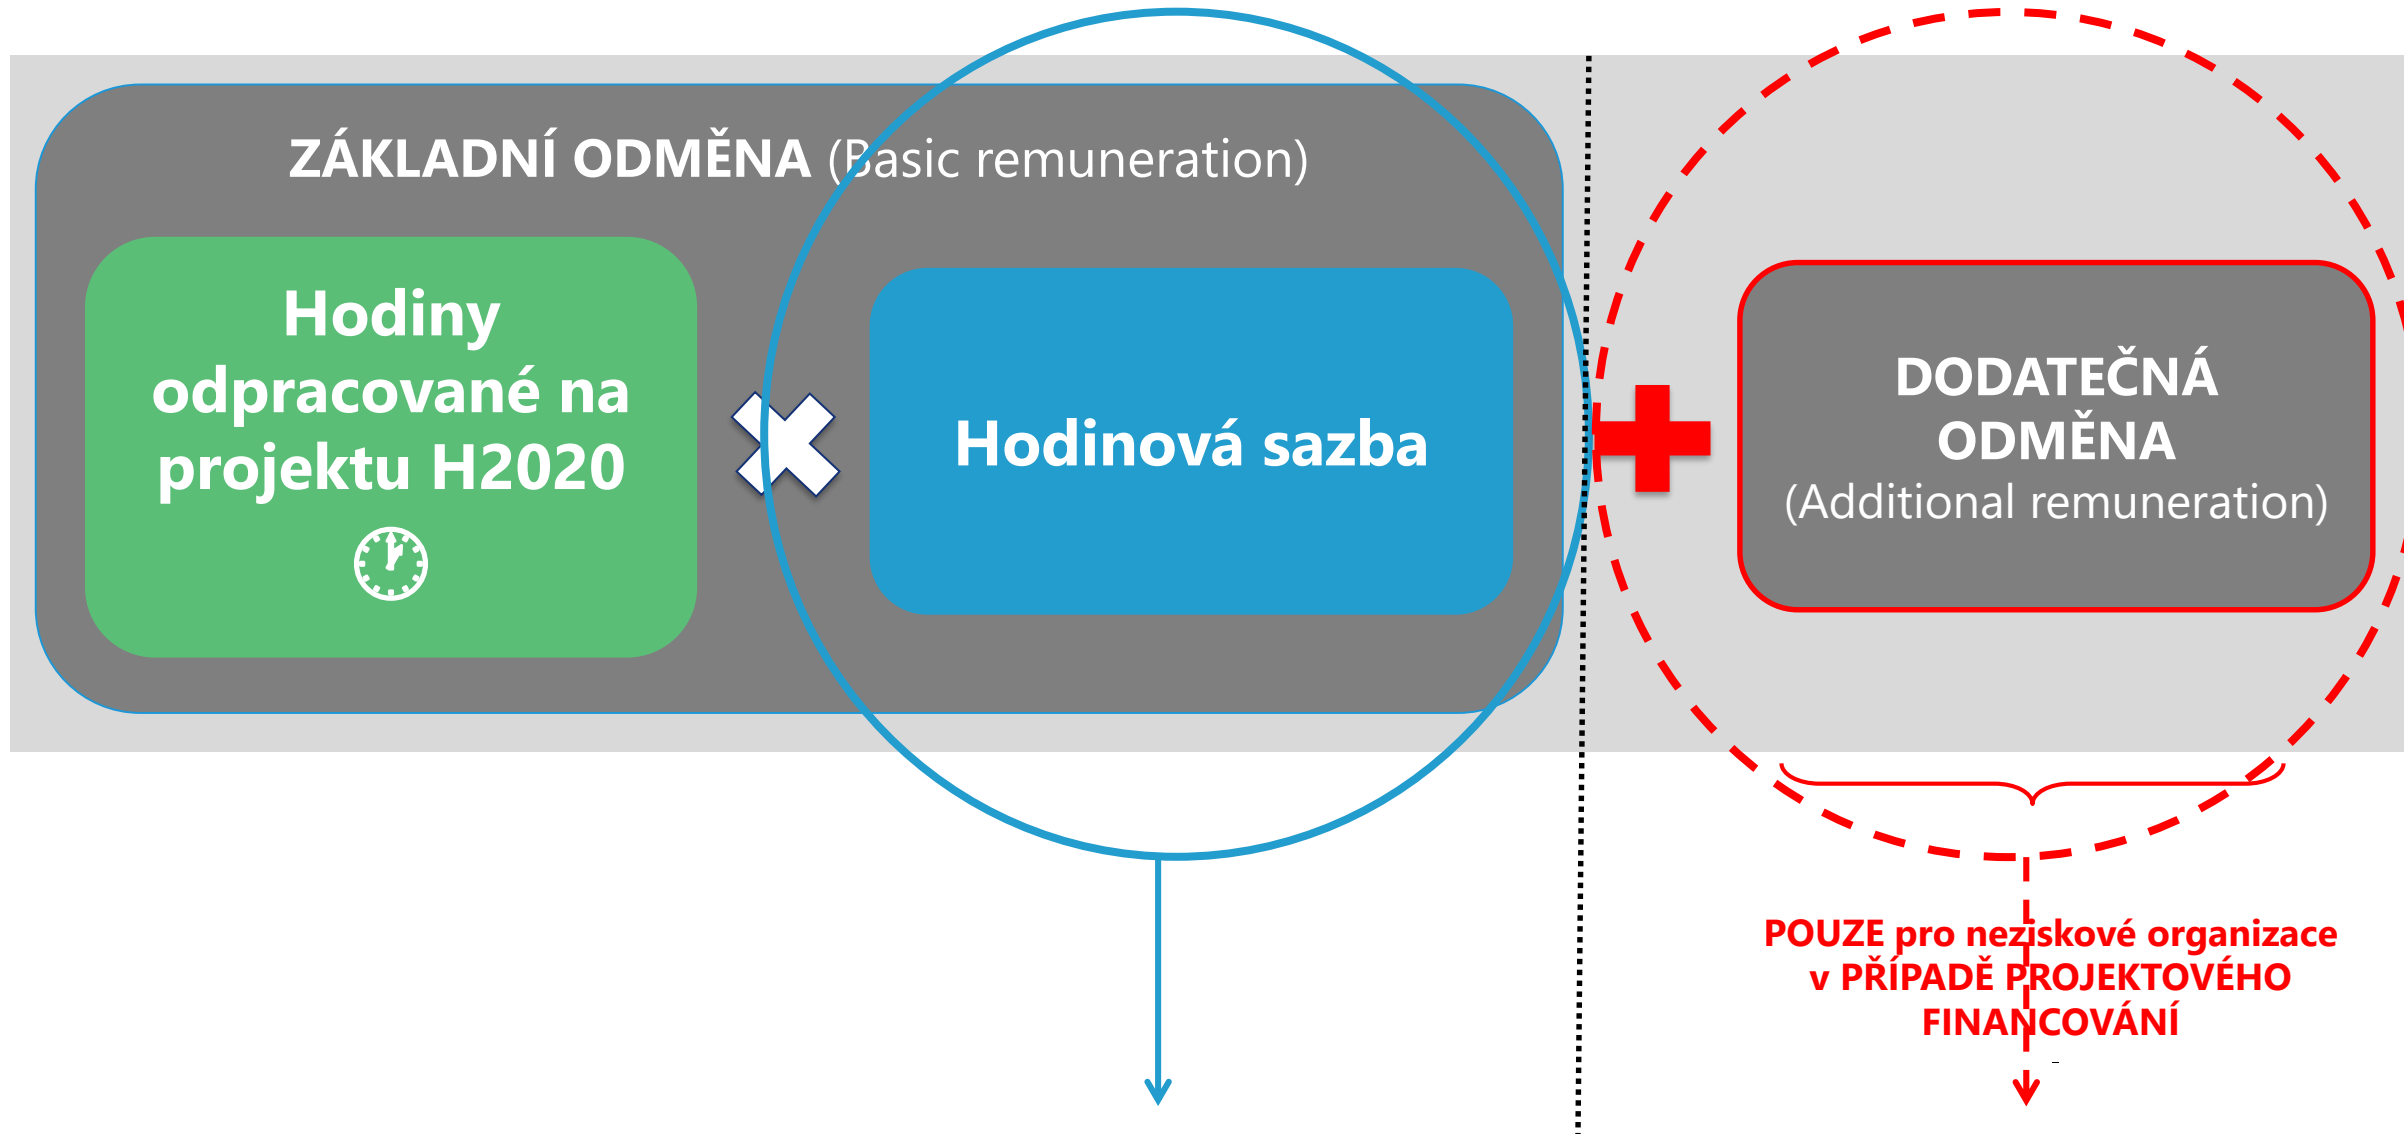 ZÁKLADNÍ ODMĚNA (Basic remuneration)
Hodiny
odpracované na
projektu H2020
Hodinová sazba
DODATEČNÁ
ODMĚNA
(Additional remuneration)
POUZE pro neziskové organizace
v PŘÍPADĚ PROJEKTOVÉHO
FINANCOVÁNÍ